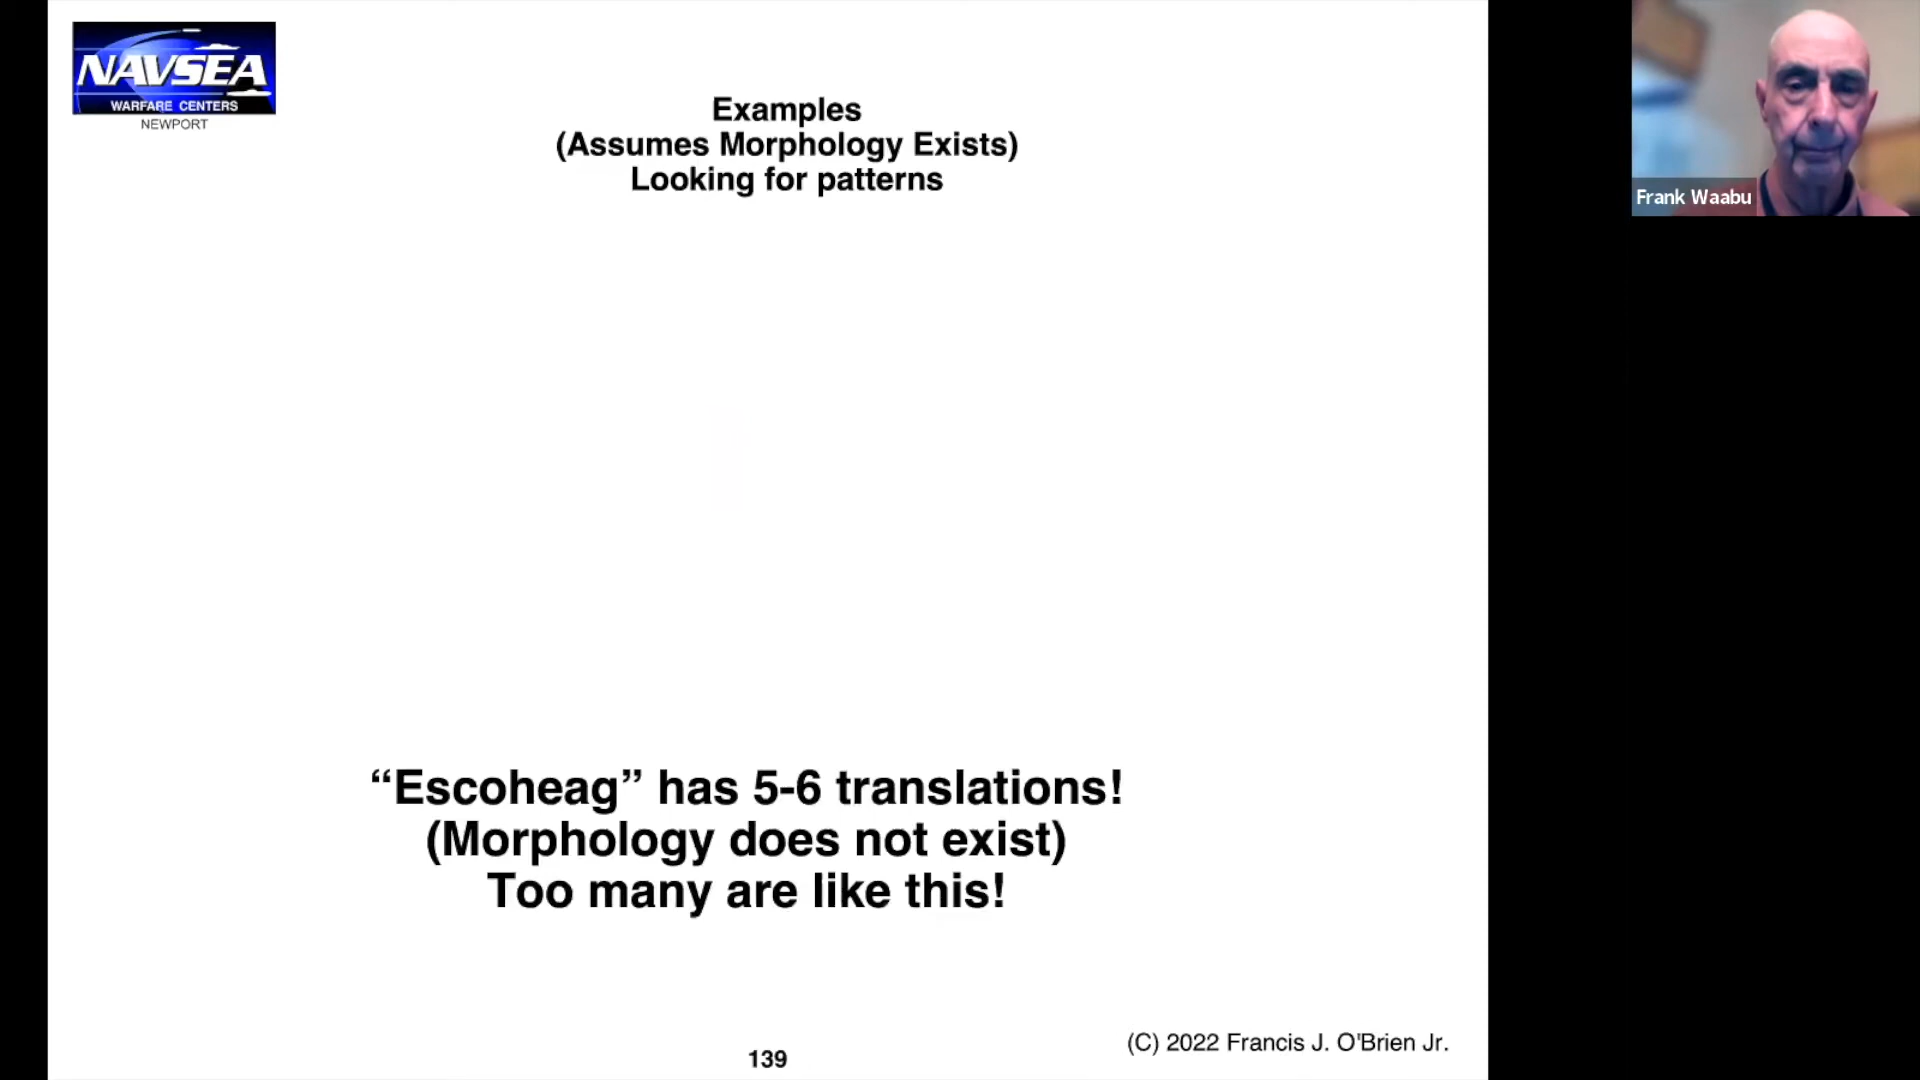 NAVSEA
WARFARE CENTERS
NEWPORT
Examples
(Assumes Morphology Exists)
Looking for patterns
Frank Waabu
“Escoheag” has 5-6 translations!
(Morphology does not exist)
Too many are like this!
(C) 2022 Francis J. O'Brien Jr.
139